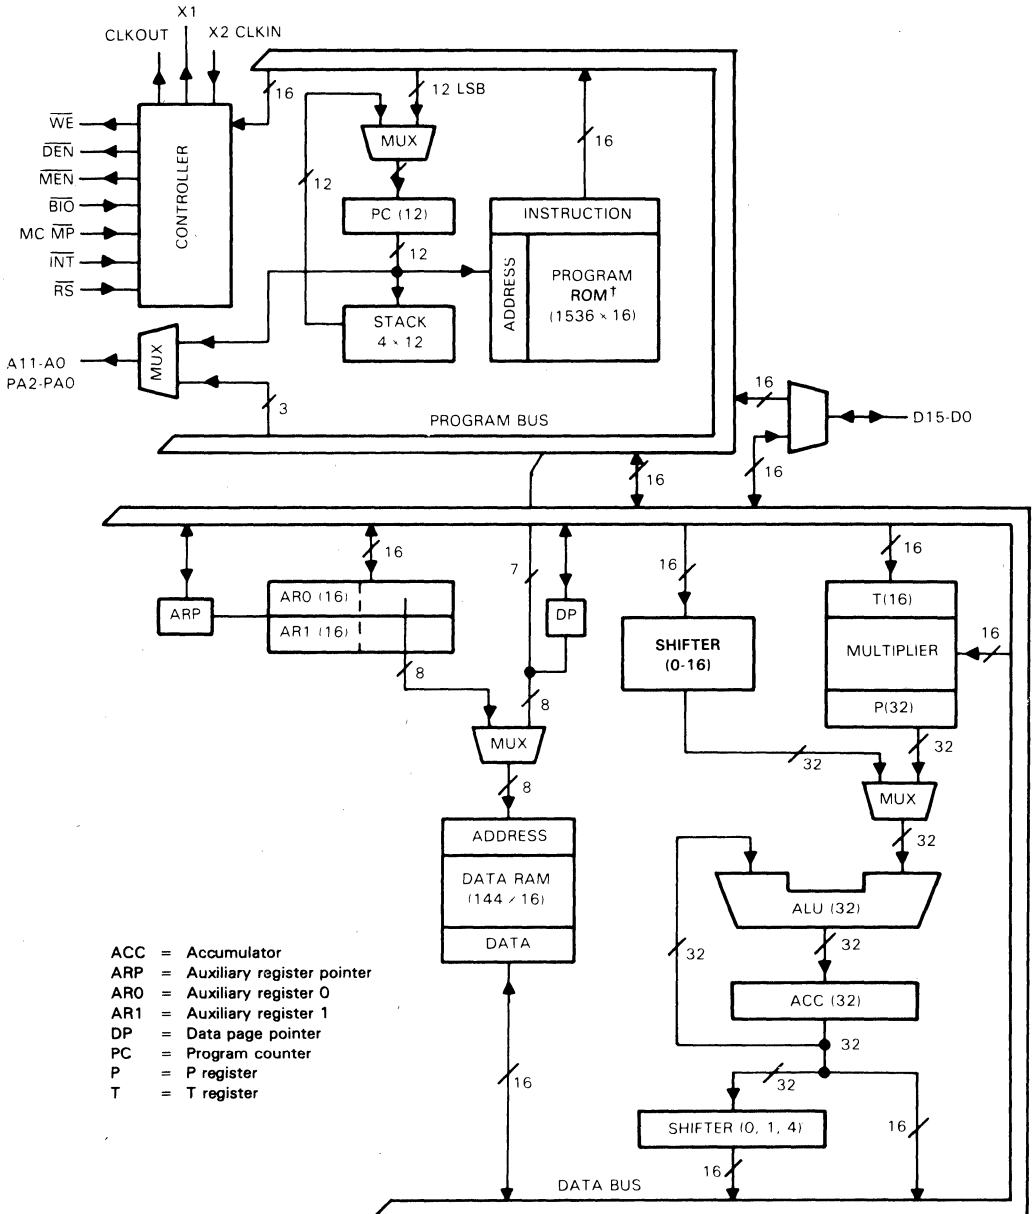 X1
CLKOUT
X2 CLKIN
16
12 LSB
WE
DEN
MEN
BIO
MC MP
INT
RS
CONTROLLER
MUX
12
16
PC (12)
12
INSTRUCTION
ADDRESS
PROGRAM
ROM†
(1536 × 16)
STACK
4 × 12
MUX
A11-A0
PA2-PA0
3
PROGRAM BUS
16
D15-D0
16
16
16
7
16
16
ARP
AR0 (16)
AR1 (16)
DP
SHIFTER
(0-16)
T(16)
MULTIPLIER
P(32)
16
8
8
MUX
32
32
MUX
8
32
ADDRESS
DATA RAM
(144 × 16)
DATA
ALU (32)
32
32
ACC (32)
32
32
16
16
SHIFTER (0, 1, 4)
16
DATA BUS
ACC = Accumulator
ARP = Auxiliary register pointer
AR0 = Auxiliary register 0
AR1 = Auxiliary register 1
DP = Data page pointer
PC = Program counter
P = P register
T = T register